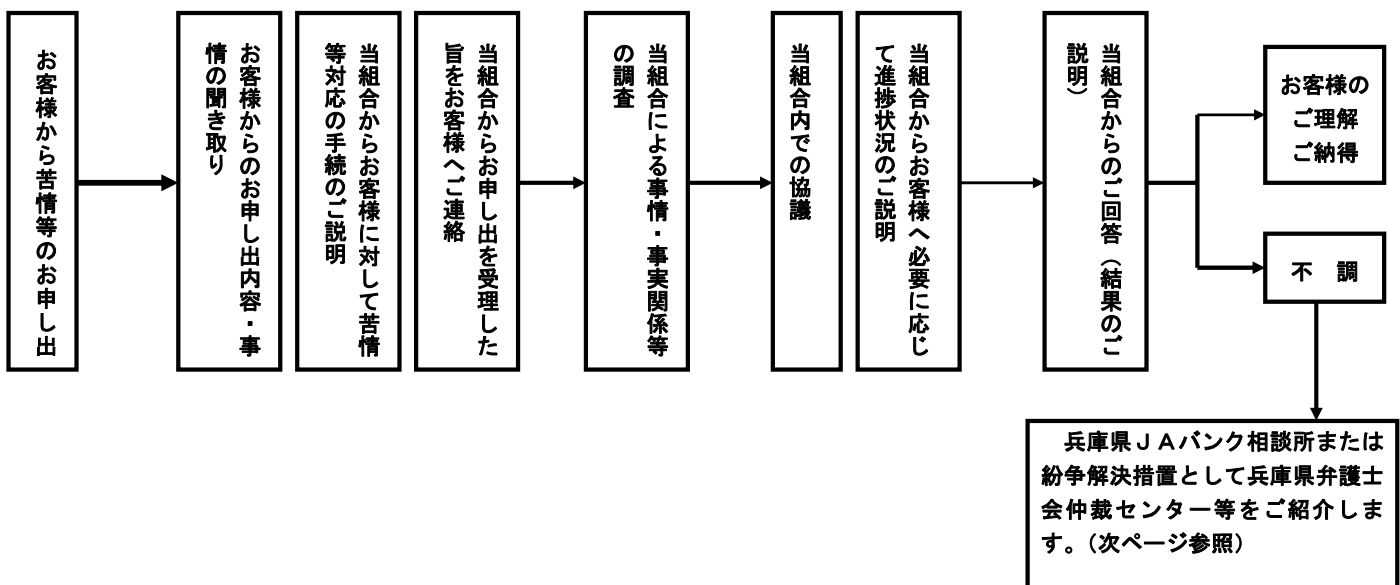 お客様から苦情等のお申し出
お客様からのお申し出内容・事
情の聞き取り
当組合からお客様に対して苦情
等対応の手続のご説明
当組合からお申し出を受理した
旨をお客様へご連絡
当組合による事情・事実関係等
の調査
当組合内での協議
当組合からお客様へ必要に応じ
て進捗状況のご説明
当組合からのご回答（結果のご
説明）
お客様の
ご理解
ご納得
不　調
兵庫県ＪＡバンク相談所または
紛争解決措置として兵庫県弁護士
会仲裁センター等をご紹介しま
す。（次ページ参照）